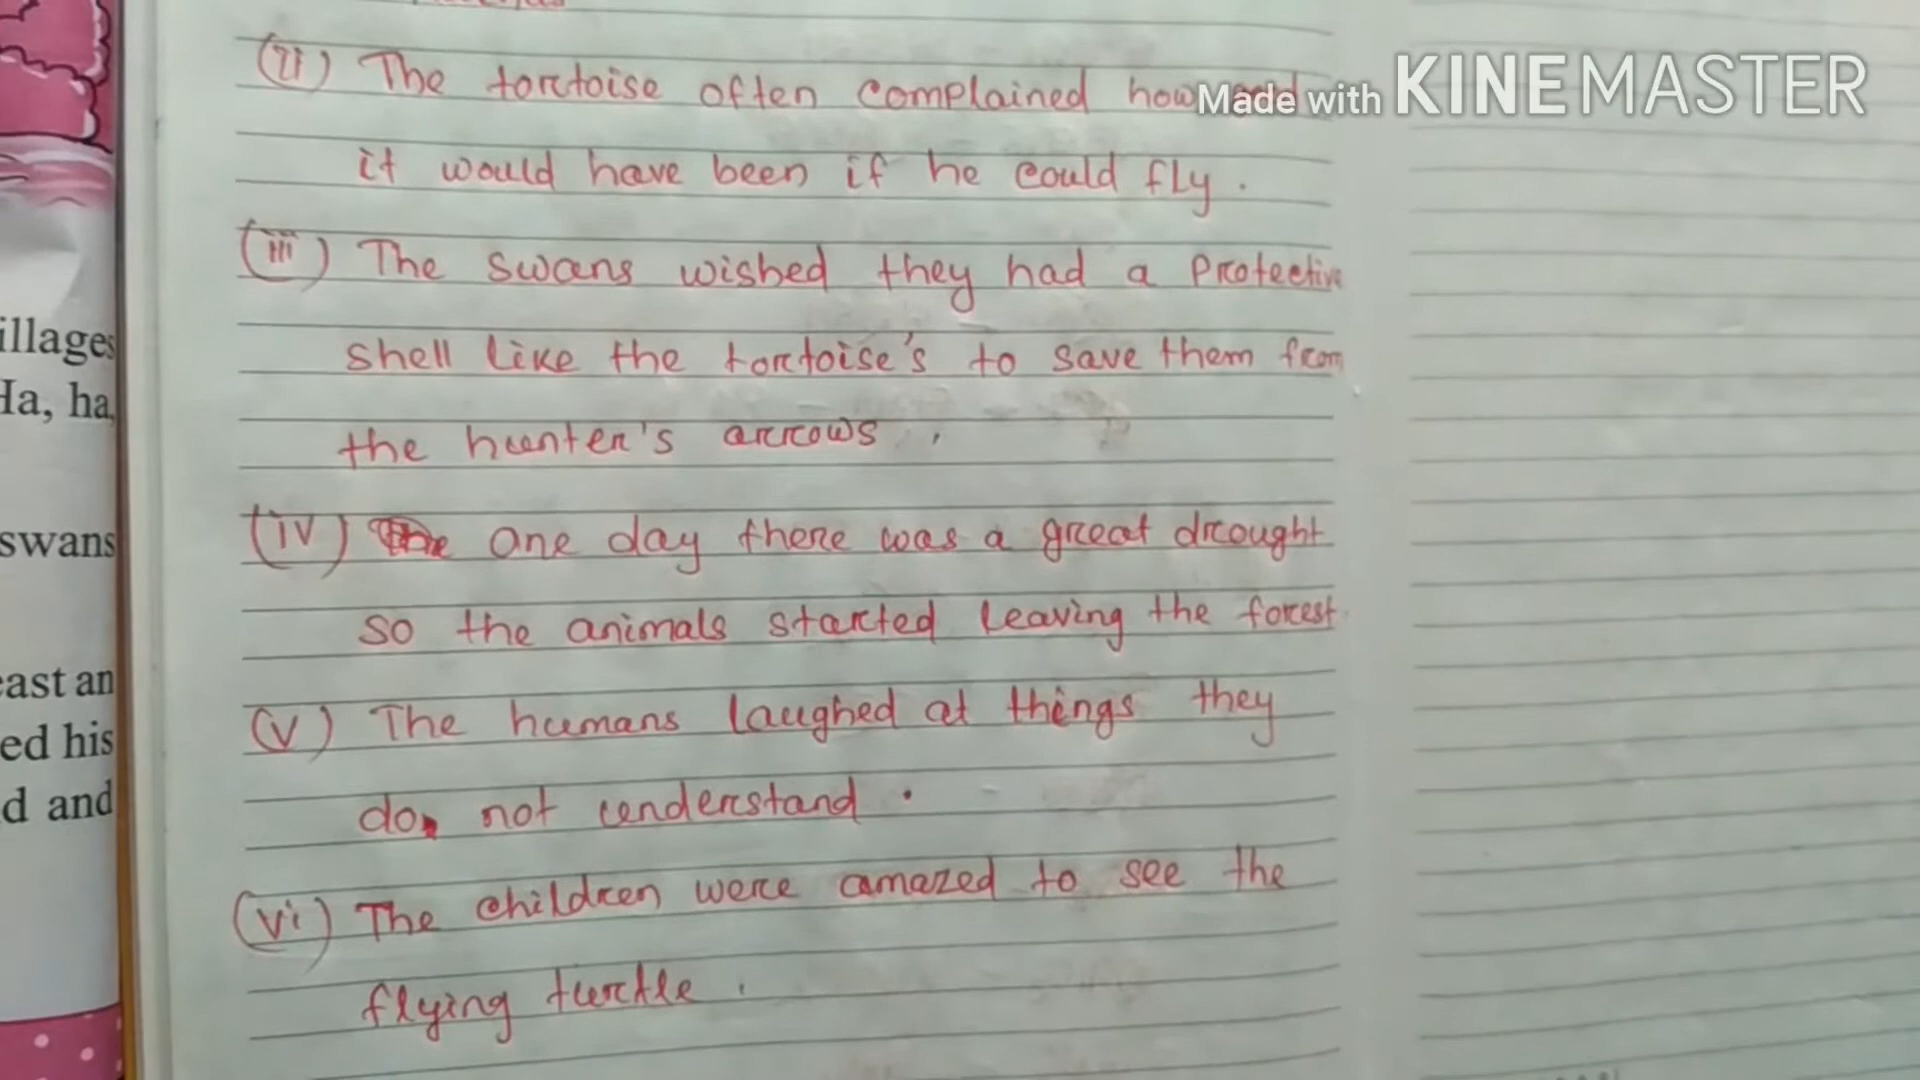 (ii) The tortoise often complained how
Made with KINEMASTER
it would have been if he could fly.
(iii) The swans wished they had a Protective
shell like the tortoise's to save them from
the hunter's arrows.
(iv) One day there was a great drought
so the animals started leaving the forest
(v) The humans laughed at things they
do not understand.
(vi) The children were amazed to see the
flying turtle.
illages
Ha, ha,
swans
east an
ed his
d and